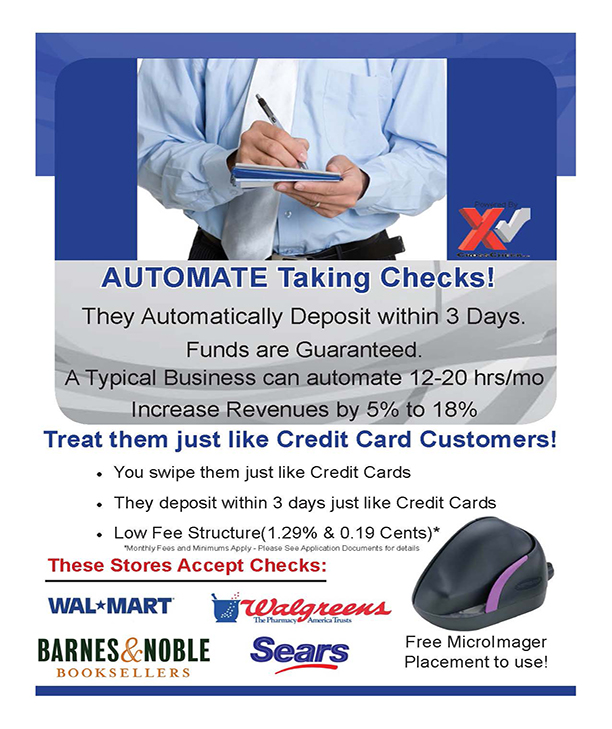 Powered By
AUTOMATE Taking Checks!
They Automatically Deposit within 3 Days.
Funds are Guaranteed.
A Typical Business can automate 12-20 hrs/mo
Increase Revenues by 5% to 18%
Treat them just like Credit Card Customers!
• You swipe them just like Credit Cards
• They deposit within 3 days just like Credit Cards
• Low Fee Structure(1.29% & 0.19 Cents)*
*Monthly Fees and Minimums Apply - Please See Application Documents for details
These Stores Accept Checks:
WAL★MART
Walgreens
The Pharmacy America Trusts
BARNES&NOBLE
BOOKSELLERS
Sears
Free MicroImager
Placement to use!